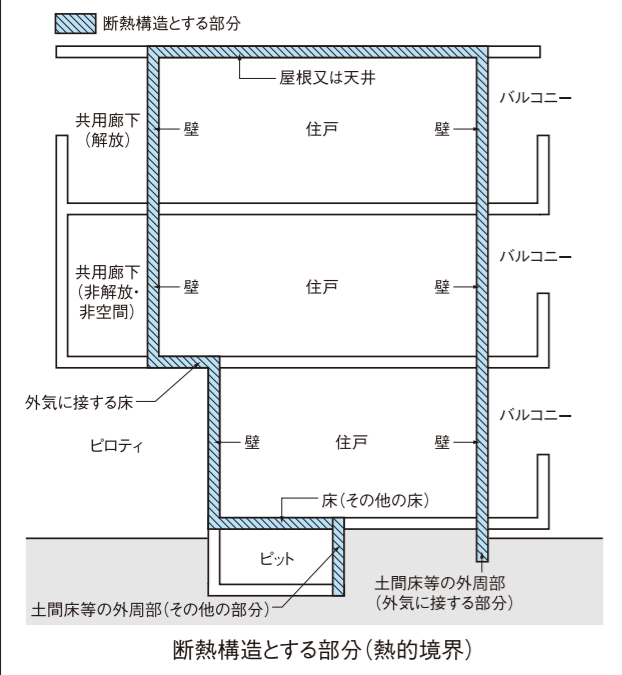 断熱構造とする部分
屋根又は天井
バルコニー
共用廊下
(解放)
壁
住戸
壁
共用廊下
(非解放・
非空間)
壁
住戸
壁
バルコニー
外気に接する床
ピロティ
壁
住戸
壁
バルコニー
床(その他の床)
ピット
土間床等の外周部
(外気に接する部分)
土間床等の外周部(その他の部分)
断熱構造とする部分(熱的境界)